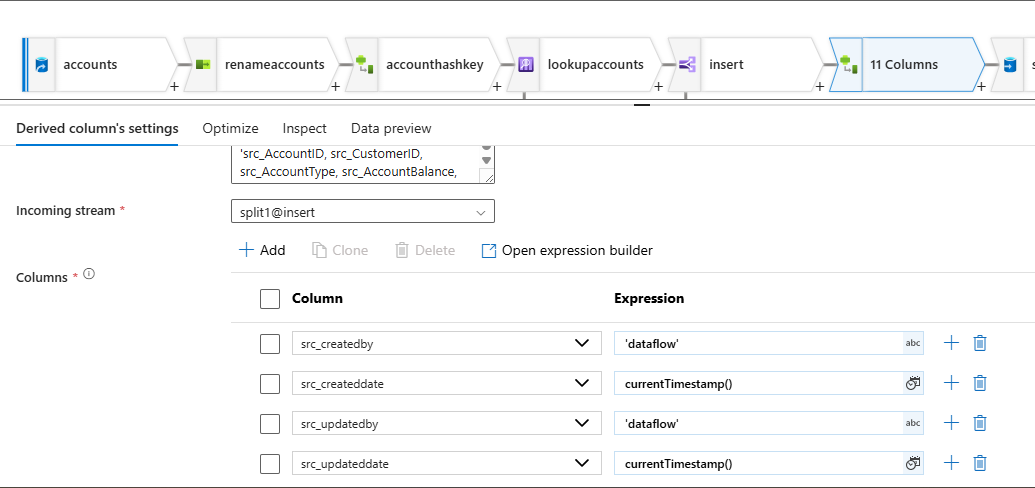 accounts
renameaccounts
accounthashkey
lookupaccounts
insert
11 Columns
+ + + + + +
Derived column's settings Optimize Inspect Data preview
'src_AccountID, src_CustomerID,
src_AccountType, src_AccountBalance,
Incoming stream *
split1@insert
+ Add Clone Delete Open expression builder
Columns *
Column Expression
src_createdby 'dataflow' abc
src_createddate currentTimestamp()
src_updatedby 'dataflow' abc
src_updateddate currentTimestamp()